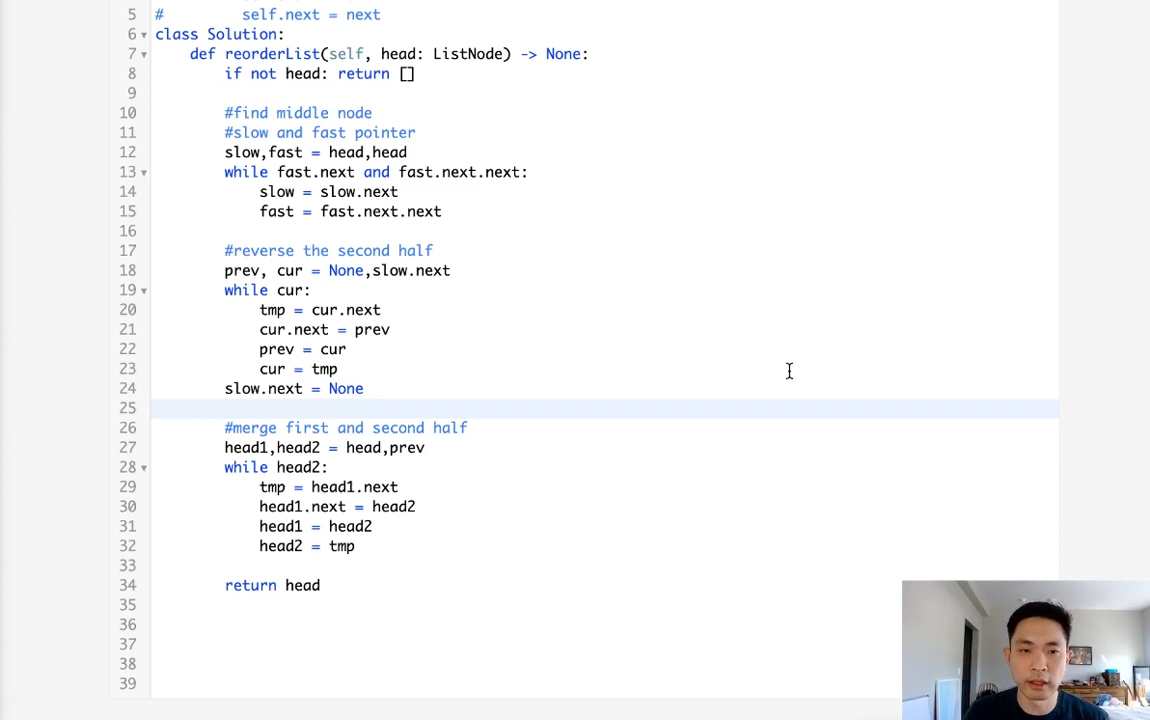 5 # self.next = next
6 class Solution:
7 def reorderList(self, head: ListNode) -> None:
8 if not head: return []
9
10 #find middle node
11 #slow and fast pointer
12 slow,fast = head,head
13 while fast.next and fast.next.next:
14 slow = slow.next
15 fast = fast.next.next
16
17 #reverse the second half
18 prev, cur = None,slow.next
19 while cur:
20 tmp = cur.next
21 cur.next = prev
22 prev = cur
23 cur = tmp
24 slow.next = None
25
26 #merge first and second half
27 head1,head2 = head,prev
28 while head2:
29 tmp = head1.next
30 head1.next = head2
31 head1 = head2
32 head2 = tmp
33
34 return head
35
36
37
38
39